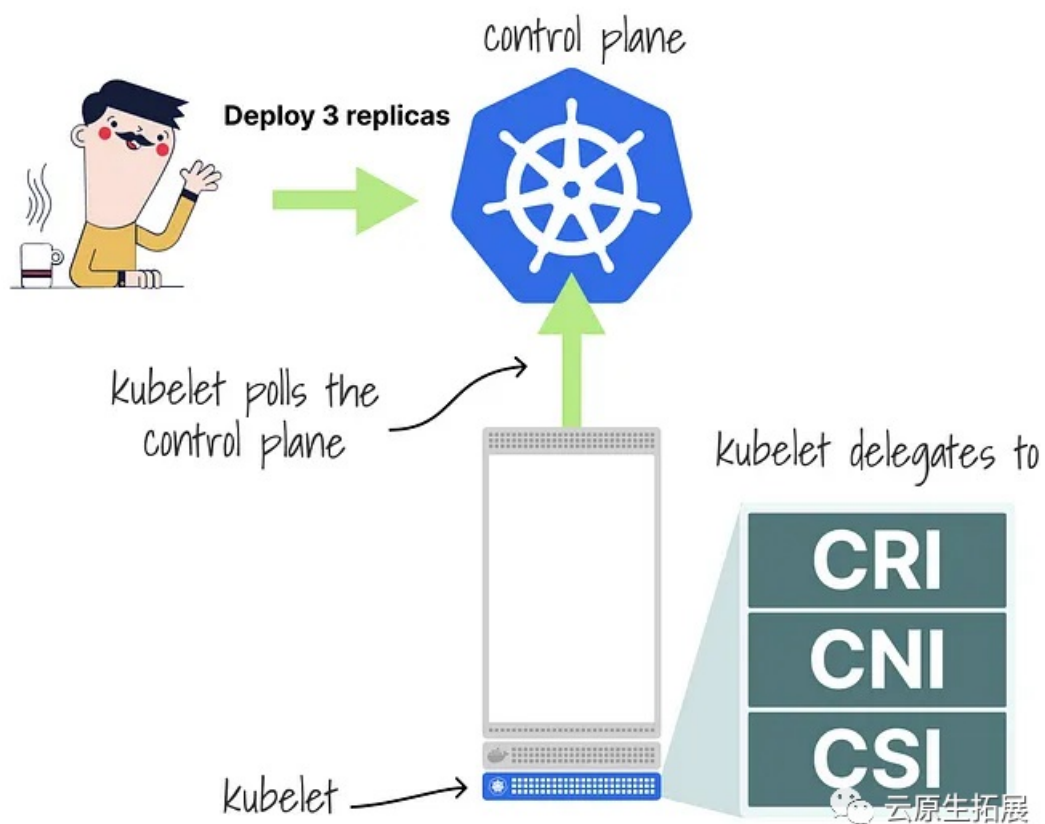 control plane
Deploy 3 replicas
kubelet polls the
control plane
kubelet delegates to
CRI
CNI
CSI
kubelet
云原生拓展